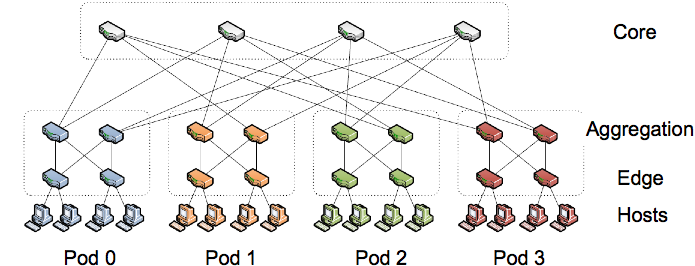 Core
Aggregation
Edge
Hosts
Pod 0
Pod 1
Pod 2
Pod 3